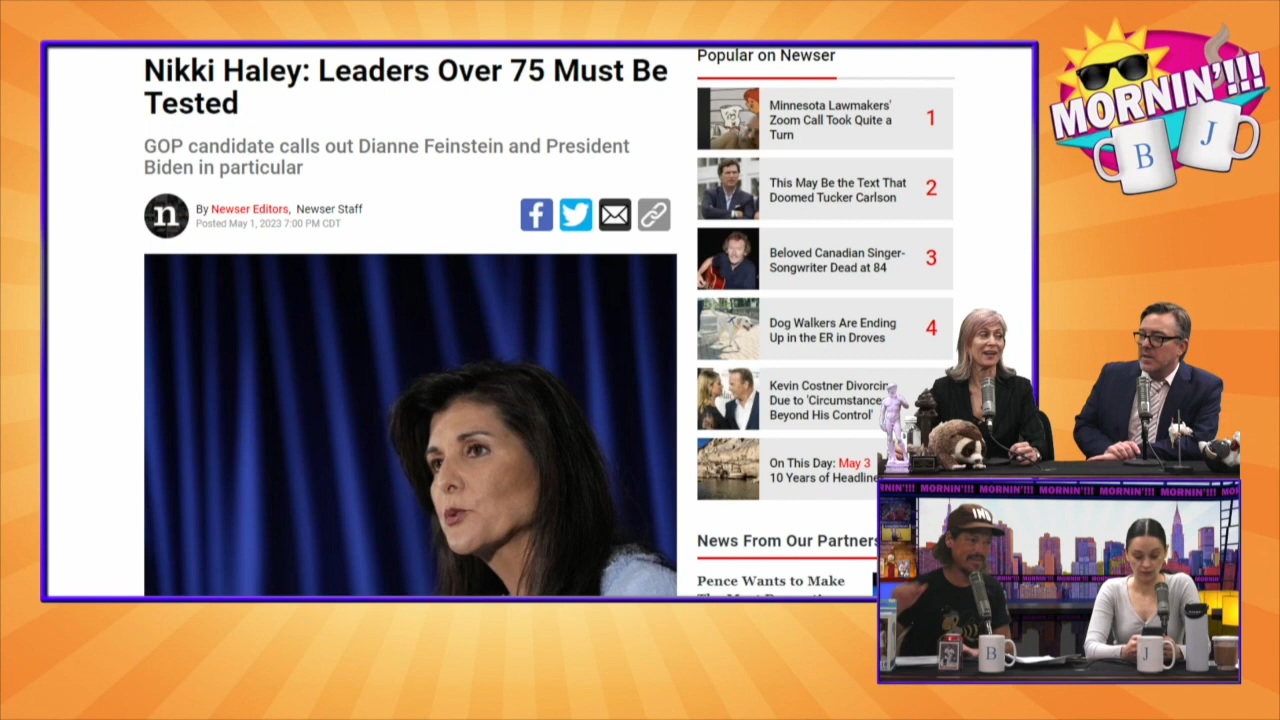 Nikki Haley: Leaders Over 75 Must Be
Tested
GOP candidate calls out Dianne Feinstein and President
Biden in particular
n
By Newser Editors, Newser Staff
Posted May 1, 2023 7:00 PM CDT
Popular on Newser
Minnesota Lawmakers'
Zoom Call Took Quite a
Turn
1
This May Be the Text That
Doomed Tucker Carlson
2
Beloved Canadian Singer-
Songwriter Dead at 84
3
Dog Walkers Are Ending
Up in the ER in Droves
4
Kevin Costner Divorcin
Due to 'Circumstance
Beyond His Control'
On This Day: May 3
10 Years of Headline
News From Our Partners
Pence Wants to Make
MORNIN'!!!
B
J
RNIN'!!! MORNIN'!!! MORNIN'!!! MORNIN'!!! MORNIN'!!! MORNIN'!!! MO
IND
B
J